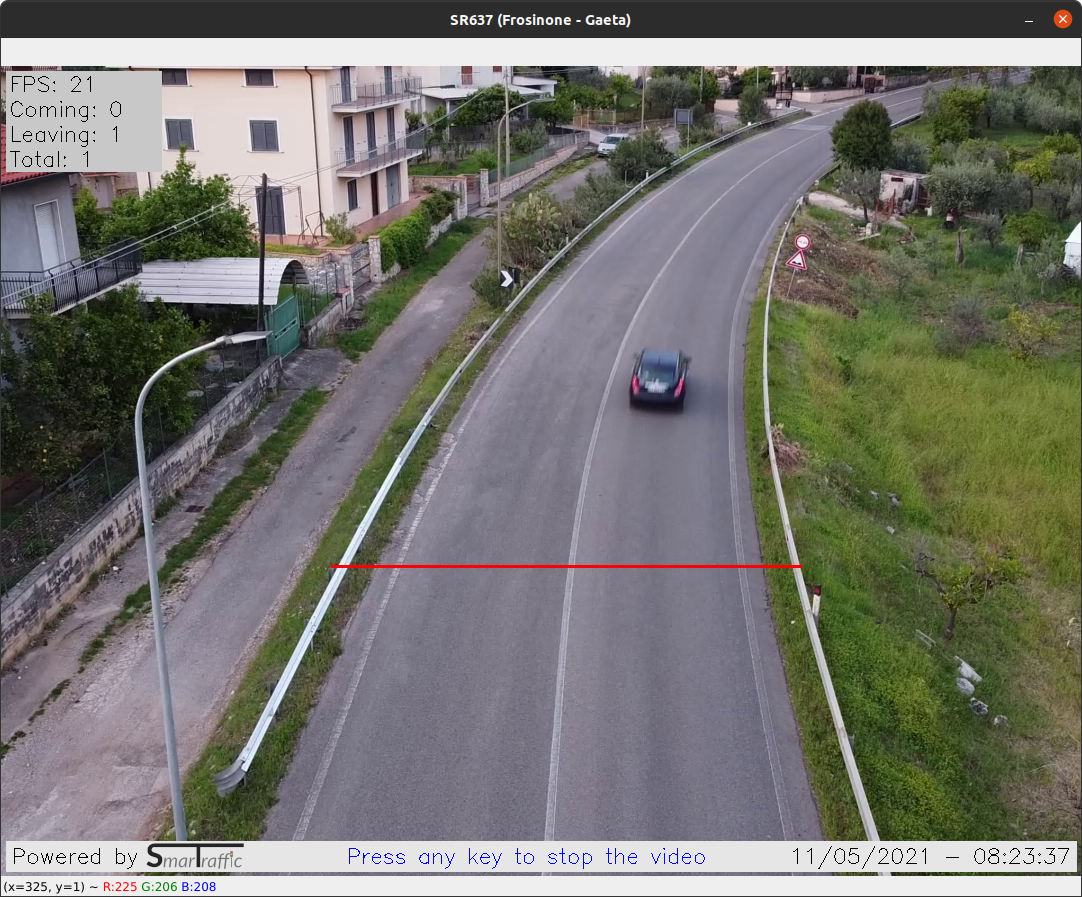 SR637 (Frosinone - Gaeta)
FPS: 21
Coming: 0
Leaving: 1
Total: 1
Powered by SmarTraffic
Press any key to stop the video
11/05/2021 - 08:23:37
(x=325, y=1) ~ R:225 G:206 B:208